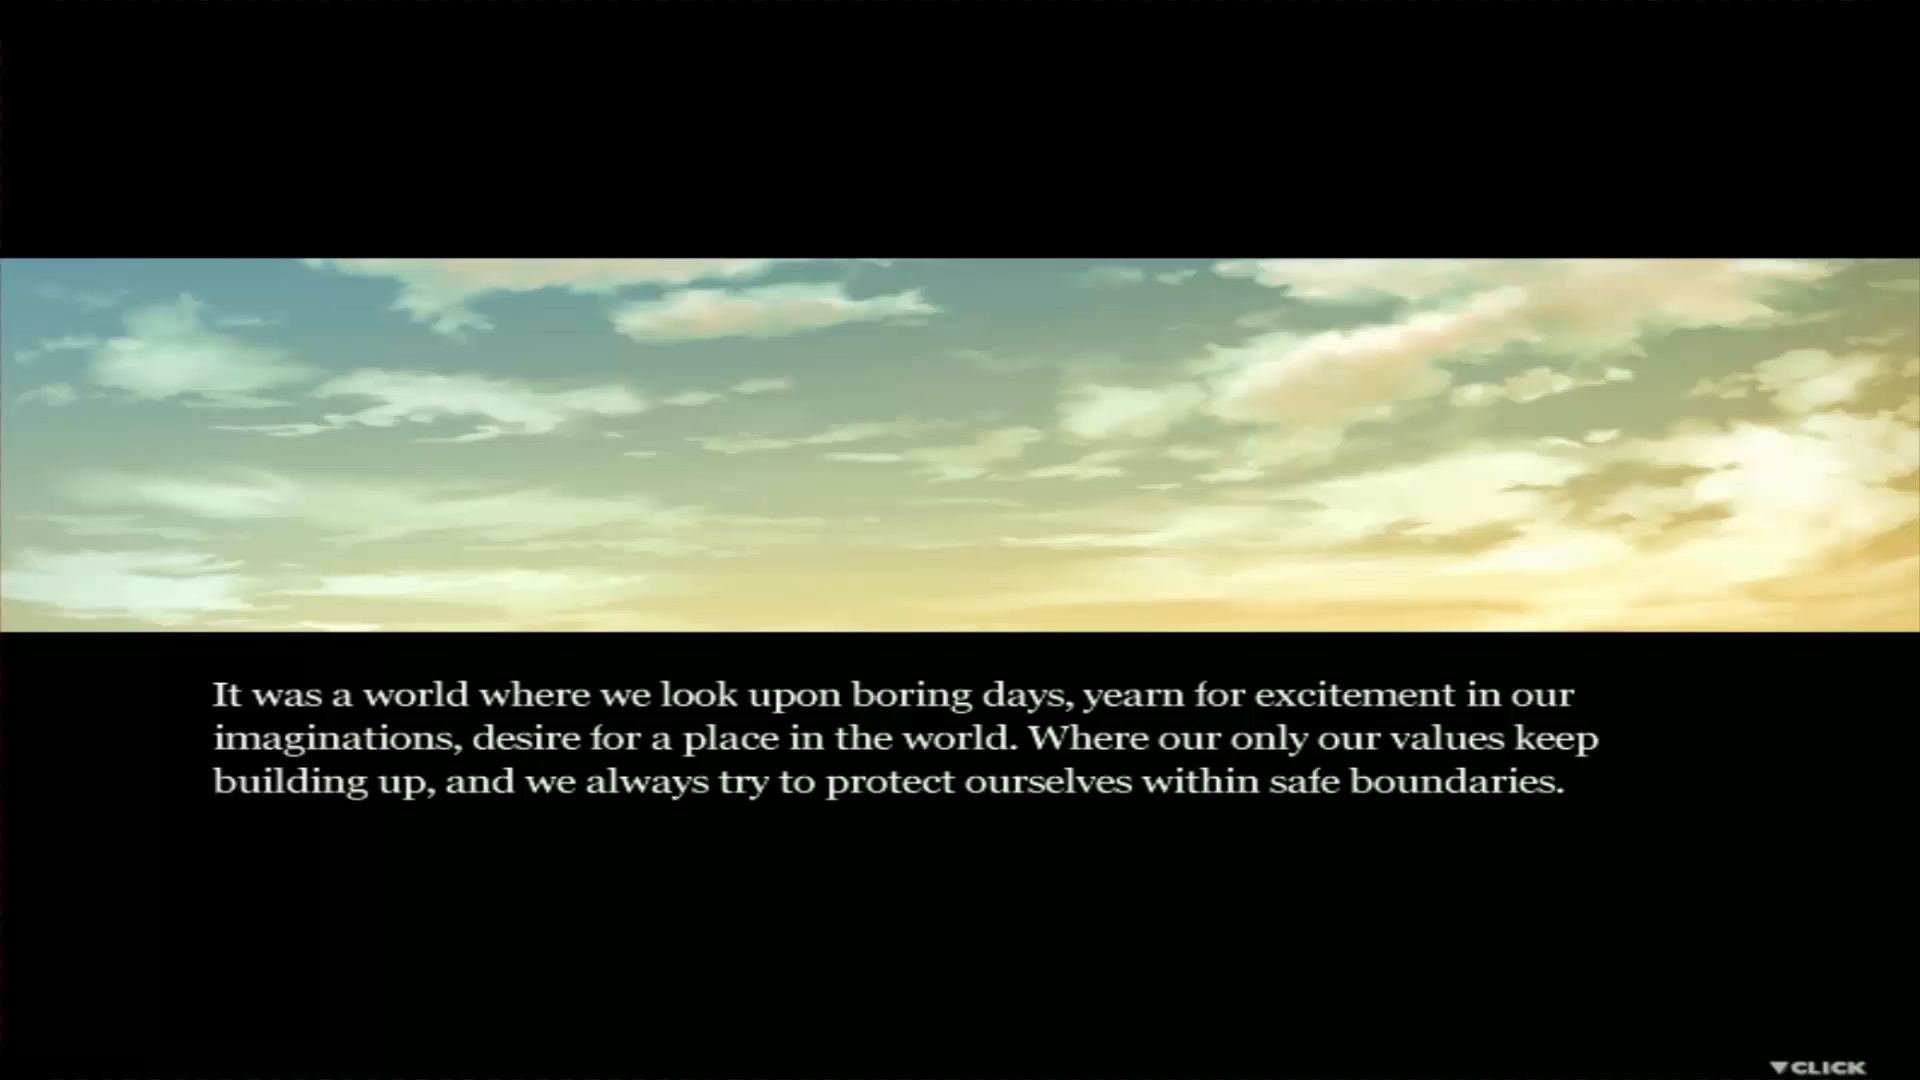 It was a world where we look upon boring days, yearn for excitement in our
imaginations, desire for a place in the world. Where our only our values keep
building up, and we always try to protect ourselves within safe boundaries.
▼CLICK